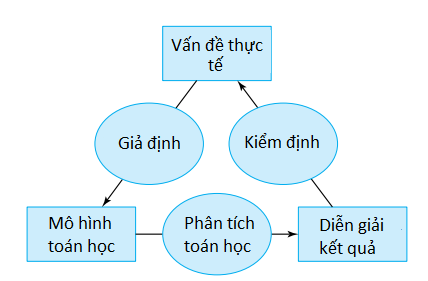 Vấn đề thực
tế
Giả định
Kiểm định
Mô hình
toán học
Phân tích
toán học
Diễn giải
kết quả